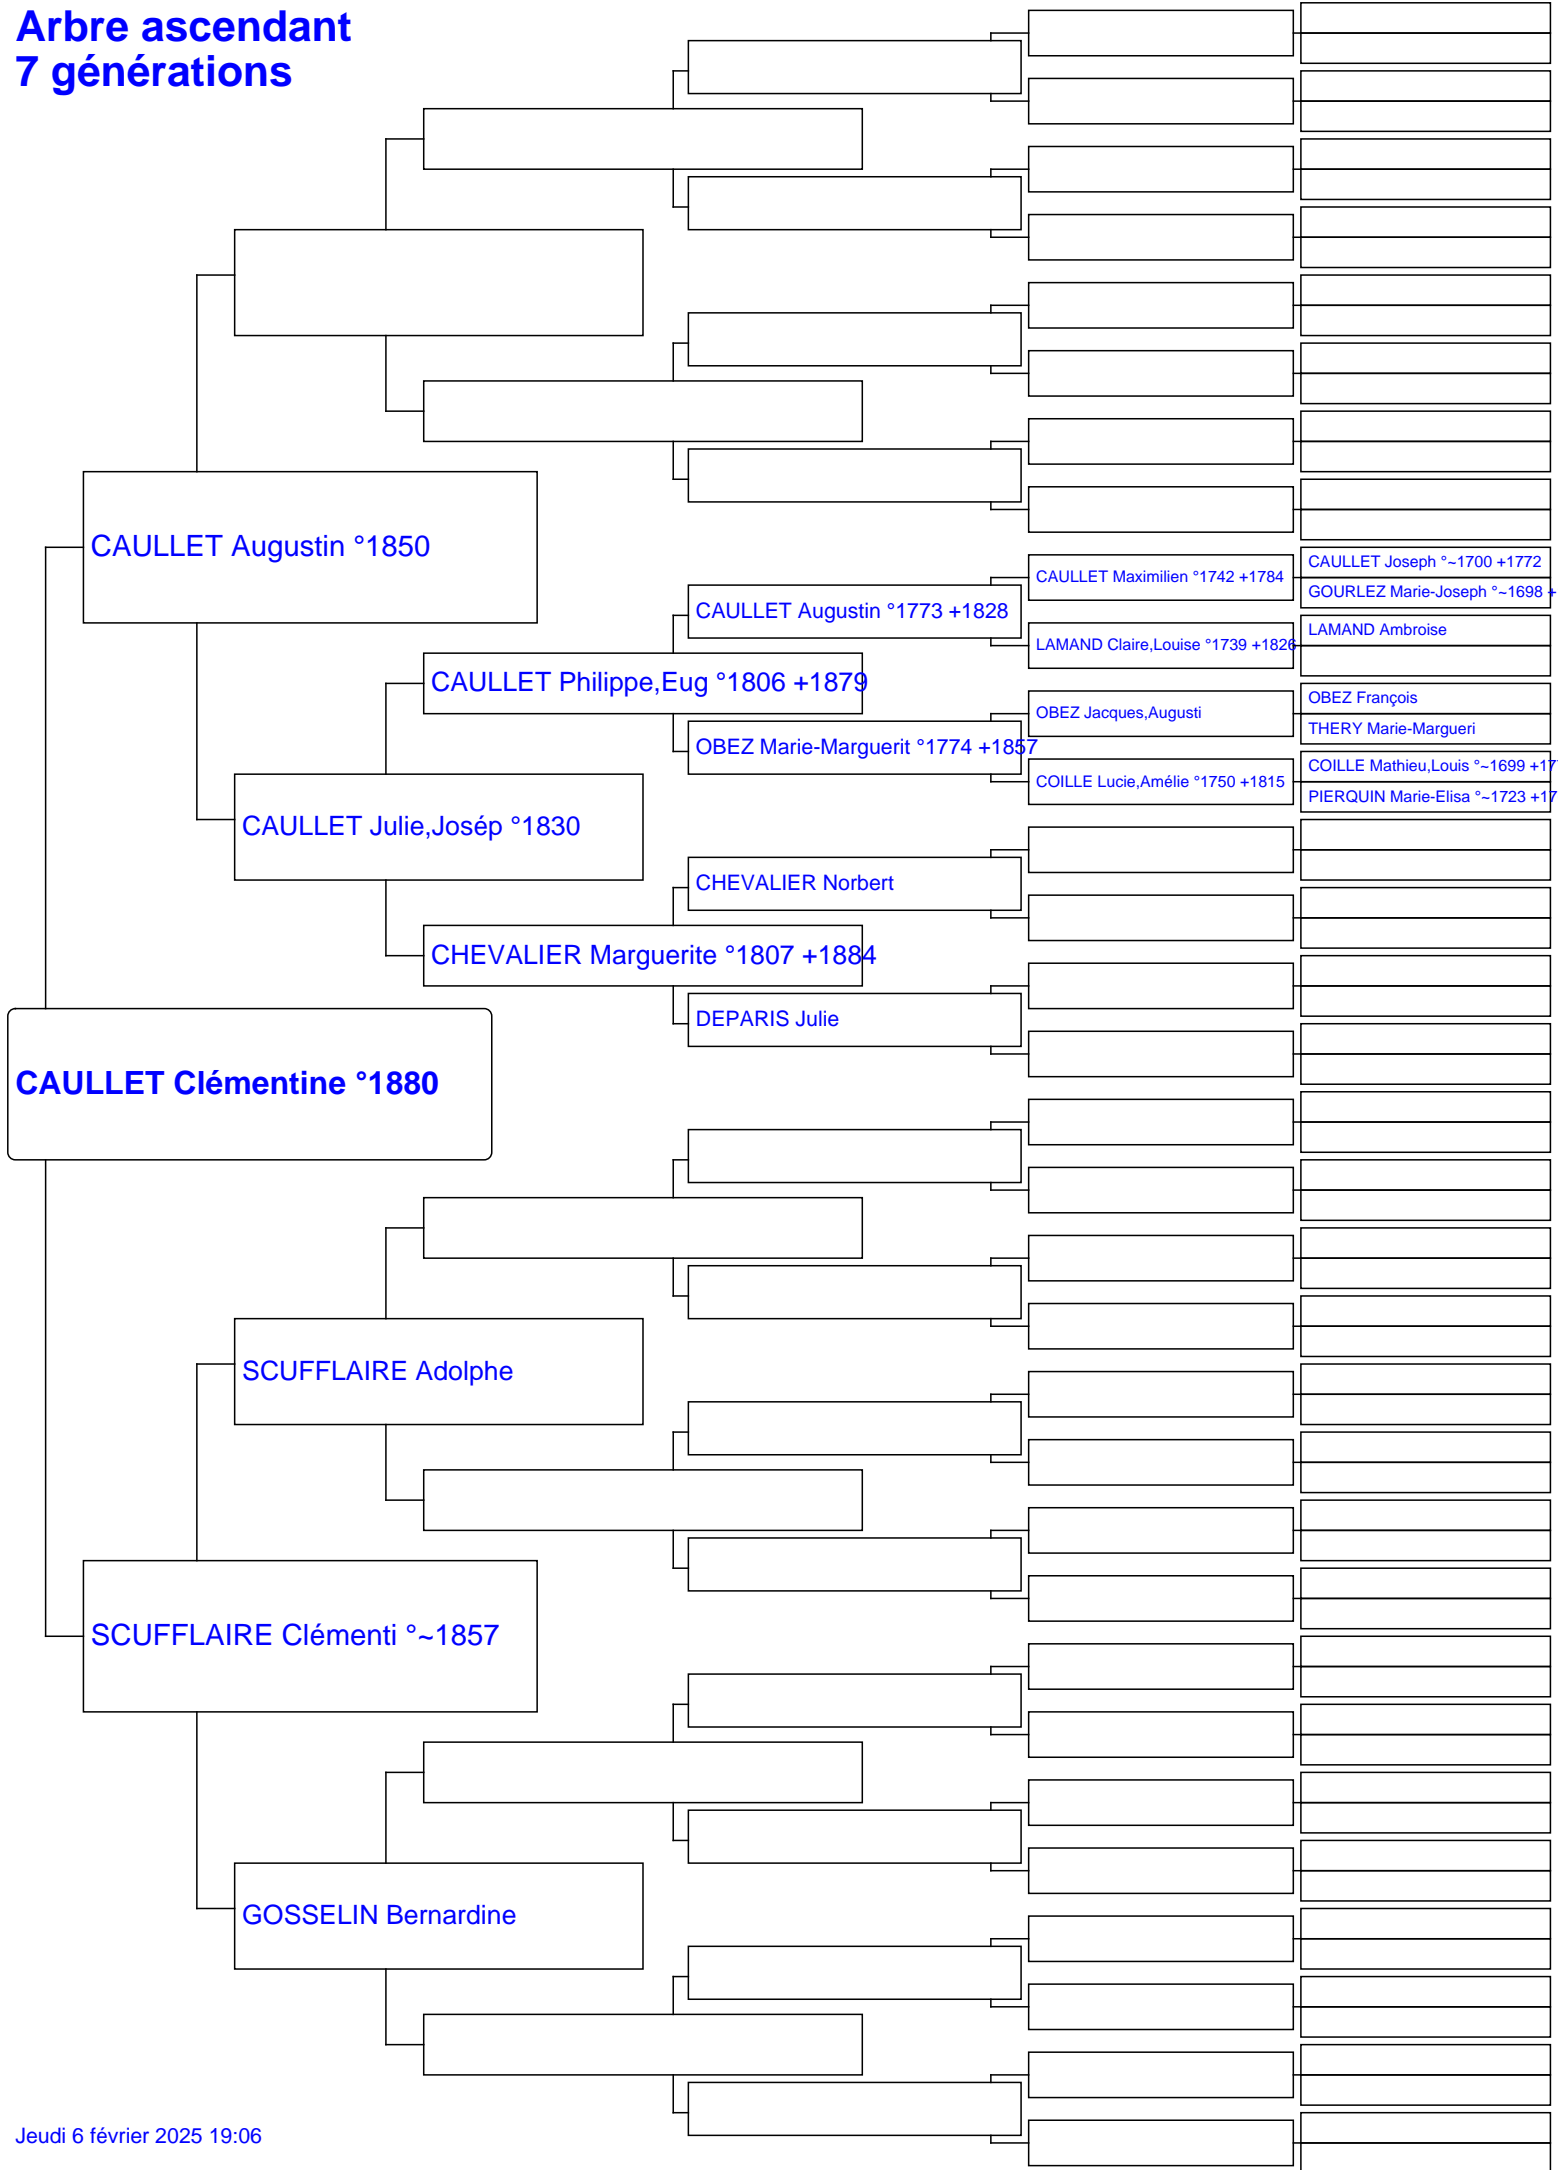 Arbre ascendant
7 générations
CAULLET Clémentine °1880
CAULLET Augustin °1850
SCUFFLAIRE Clémenti °~1857
CAULLET Julie,Josép °1830
SCUFFLAIRE Adolphe
GOSSELIN Bernardine
CAULLET Philippe,Eug °1806 +1879
CHEVALIER Marguerite °1807 +1884
CAULLET Augustin °1773 +1828
OBEZ Marie-Marguerit °1774 +1857
CHEVALIER Norbert
DEPARIS Julie
CAULLET Maximilien °1742 +1784
LAMAND Claire,Louise °1739 +1826
OBEZ Jacques,Augusti
COILLE Lucie,Amélie °1750 +1815
CAULLET Joseph °~1700 +1772
GOURLEZ Marie-Joseph °~1698 +
LAMAND Ambroise
OBEZ François
THERY Marie-Margueri
COILLE Mathieu,Louis °~1699 +17
PIERQUIN Marie-Elisa °~1723 +17
Jeudi 6 février 2025 19:06